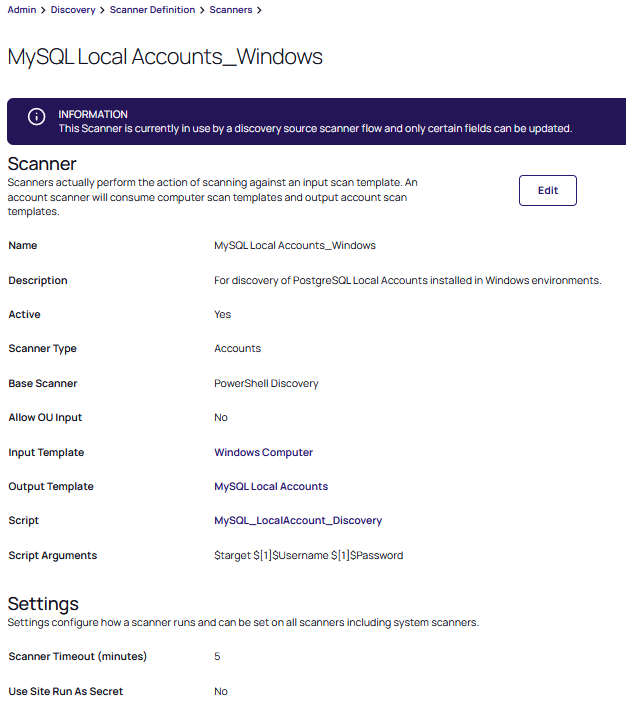 Admin > Discovery > Scanner Definition > Scanners >
MySQL Local Accounts_Windows
INFORMATION
This Scanner is currently in use by a discovery source scanner flow and only certain fields can be updated.
Scanner
Scanners actually perform the action of scanning against an input scan template. An
account scanner will consume computer scan templates and output account scan
templates.
Edit
Name MySQL Local Accounts_Windows
Description For discovery of PostgreSQL Local Accounts installed in Windows environments.
Active Yes
Scanner Type Accounts
Base Scanner PowerShell Discovery
Allow OU Input No
Input Template Windows Computer
Output Template MySQL Local Accounts
Script MySQL_LocalAccount_Discovery
Script Arguments $target $[1]$Username $[1]$Password
Settings
Settings configure how a scanner runs and can be set on all scanners including system scanners.
Scanner Timeout (minutes) 5
Use Site Run As Secret No